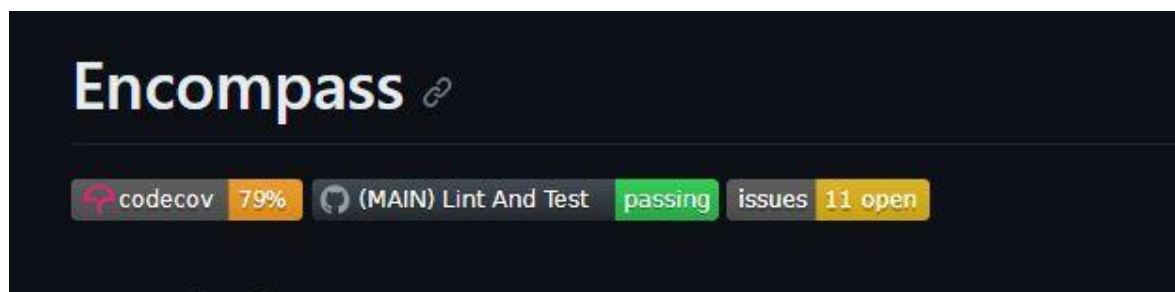 Encompass
codecov 79% (MAIN) Lint And Test passing issues 11 open